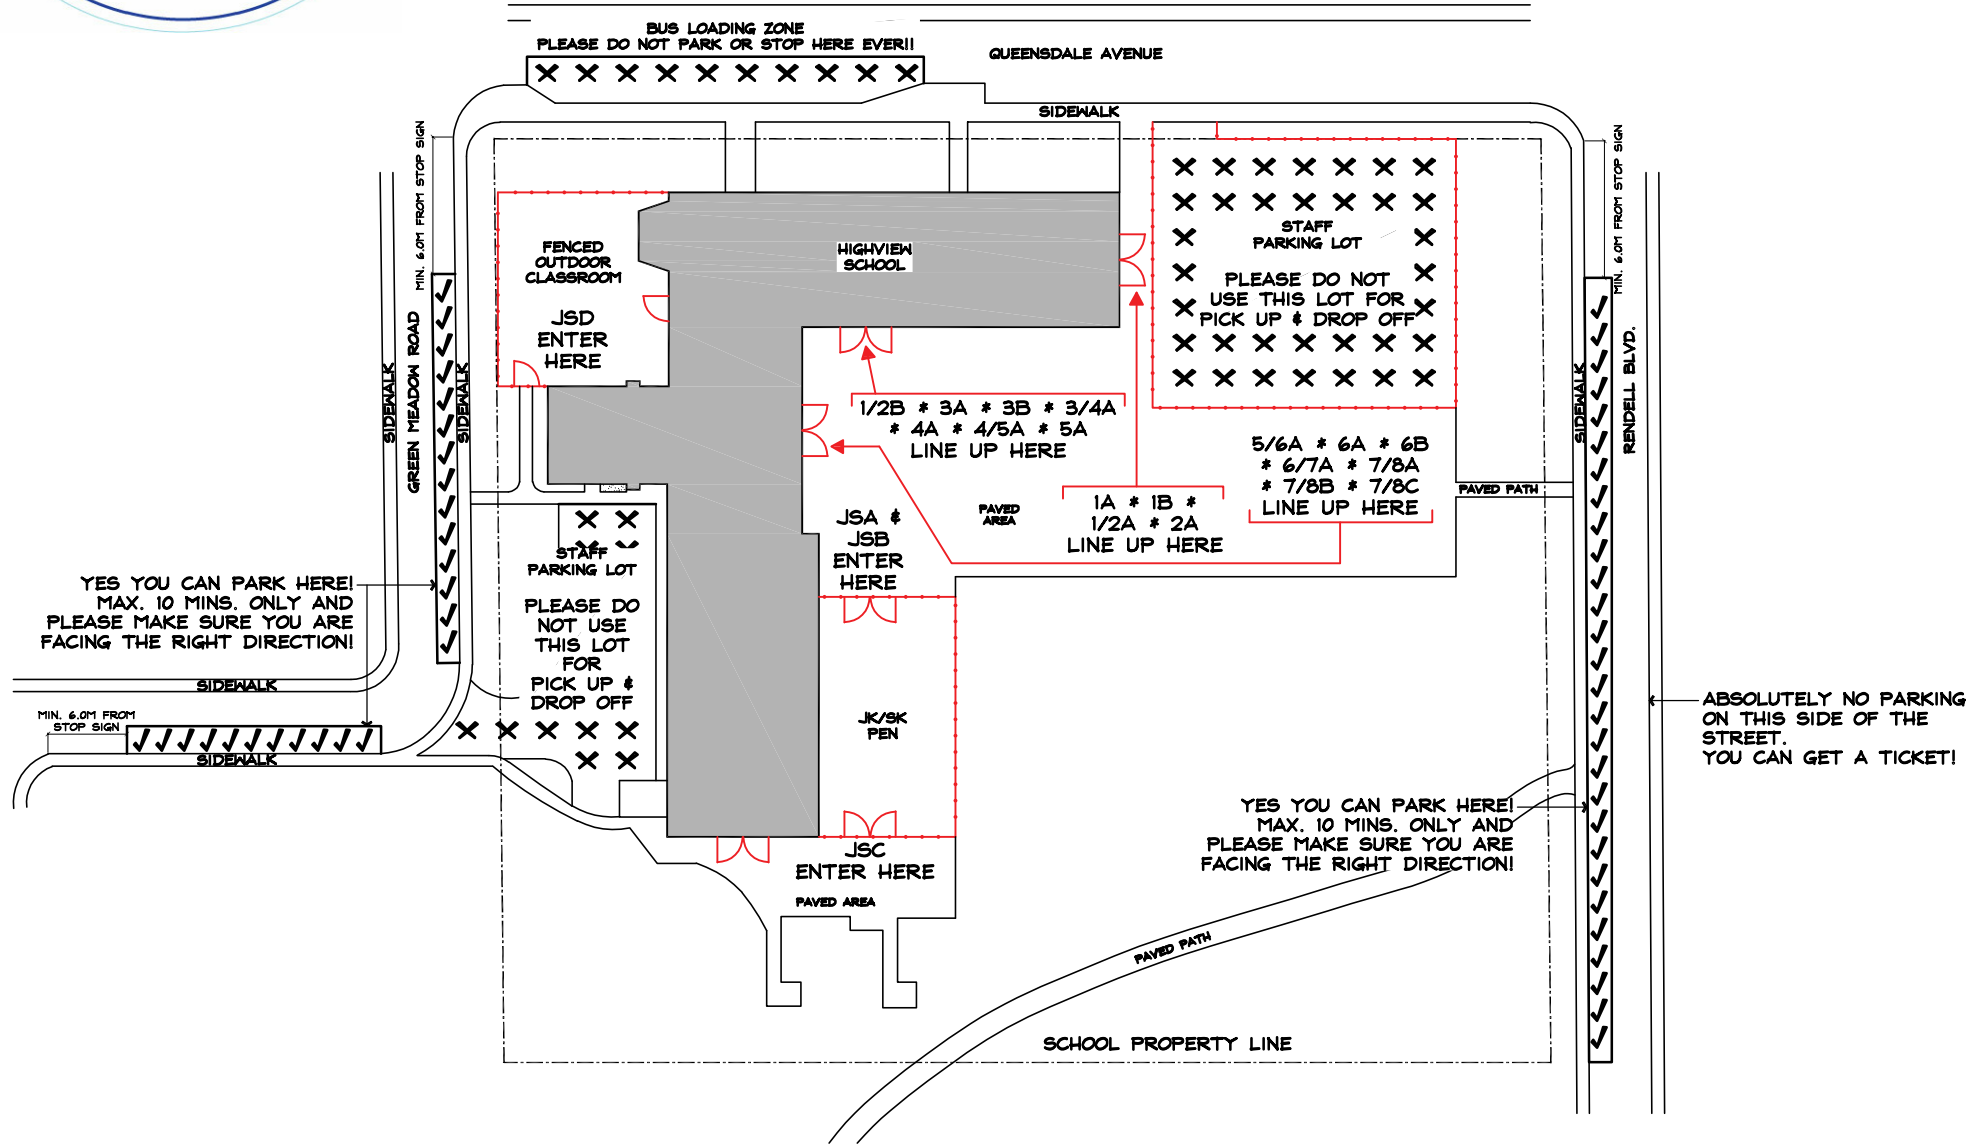 BUS LOADING ZONE
PLEASE DO NOT PARK OR STOP HERE EVER!!
QUEENSDALE AVENUE
SIDEWALK
MIN. 6.0M FROM STOP SIGN
MIN. 6.0M FROM STOP SIGN
STAFF
PARKING LOT
PLEASE DO NOT
USE THIS LOT FOR
PICK UP & DROP OFF
FENCED
OUTDOOR
CLASSROOM
HIGHVIEW
SCHOOL
JSD
ENTER
HERE
GREEN MEADOW ROAD
SIDEWALK
SIDEWALK
SIDEWALK
RENDELL BLVD.
1/2B * 3A * 3B * 3/4A
* 4A * 4/5A * 5A
LINE UP HERE
5/6A * 6A * 6B
* 6/7A * 7/8A
* 7/8B * 7/8C
LINE UP HERE
PAVED PATH
1A * 1B *
1/2A * 2A
LINE UP HERE
PAVED
AREA
JSA &
JSB
ENTER
HERE
STAFF
PARKING LOT
PLEASE DO
NOT USE
THIS LOT
FOR
PICK UP &
DROP OFF
YES YOU CAN PARK HERE!
MAX. 10 MINS. ONLY AND
PLEASE MAKE SURE YOU ARE
FACING THE RIGHT DIRECTION!
SIDEWALK
MIN. 6.0M FROM
STOP SIGN
SIDEWALK
JK/SK
PEN
ABSOLUTELY NO PARKING
ON THIS SIDE OF THE
STREET.
YOU CAN GET A TICKET!
YES YOU CAN PARK HERE!
MAX. 10 MINS. ONLY AND
PLEASE MAKE SURE YOU ARE
FACING THE RIGHT DIRECTION!
JSC
ENTER HERE
PAVED AREA
PAVED PATH
SCHOOL PROPERTY LINE